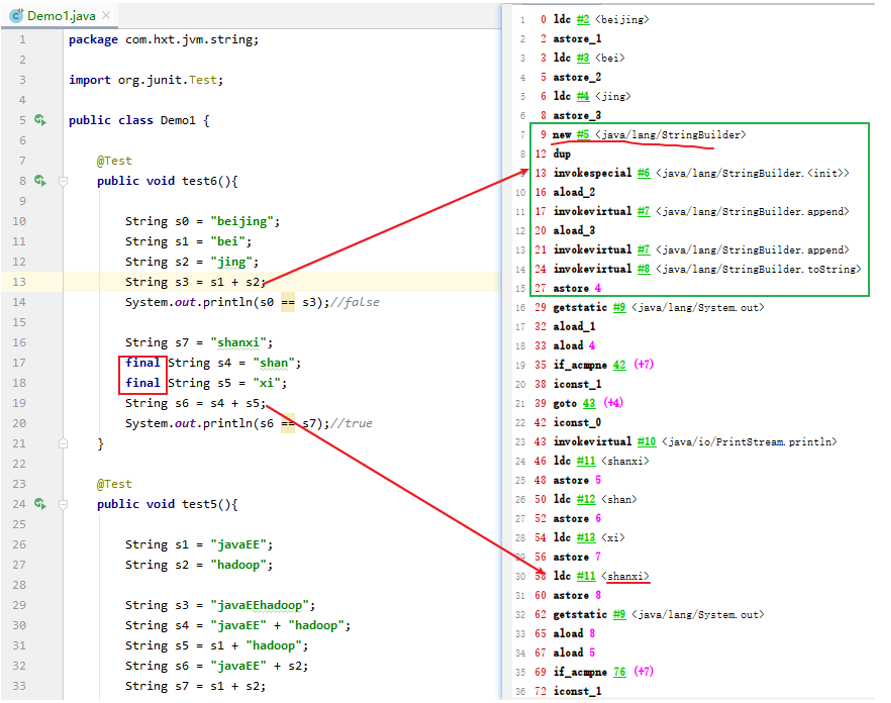 Demo1.java
1 package com.hxt.jvm.string;
2
3 import org.junit.Test;
4
5 public class Demo1 {
6
7 @Test
8 public void test6(){
9
10 String s0 = "beijing";
11 String s1 = "bei";
12 String s2 = "jing";
13 String s3 = s1 + s2;
14 System.out.println(s0 == s3);//false
15
16 String s7 = "shanxi";
17 final String s4 = "shan";
18 final String s5 = "xi";
19 String s6 = s4 + s5;
20 System.out.println(s6 == s7);//true
21 }
22
23 @Test
24 public void test5(){
25
26 String s1 = "javaEE";
27 String s2 = "hadoop";
28
29 String s3 = "javaEEhadoop";
30 String s4 = "javaEE" + "hadoop";
31 String s5 = s1 + "hadoop";
32 String s6 = "javaEE" + s2;
33 String s7 = s1 + s2;
1 0 ldc #2 <beijing>
2 2 astore_1
3 3 ldc #3 <bei>
4 5 astore_2
5 6 ldc #4 <jing>
6 8 astore_3
7 9 new #5 <java/lang/StringBuilder>
8 12 dup
9 13 invokespecial #6 <java/lang/StringBuilder.<init>>
10 16 aload_2
11 17 invokevirtual #7 <java/lang/StringBuilder.append>
12 20 aload_3
13 21 invokevirtual #7 <java/lang/StringBuilder.append>
14 24 invokevirtual #8 <java/lang/StringBuilder.toString>
15 27 astore 4
16 29 getstatic #9 <java/lang/System.out>
17 32 aload_1
18 33 aload 4
19 35 if_acmpne 42 (+7)
20 38 iconst_1
21 39 goto 43 (+4)
22 42 iconst_0
23 43 invokevirtual #10 <java/io/PrintStream.println>
24 46 ldc #11 <shanxi>
25 48 astore 5
26 50 ldc #12 <shan>
27 52 astore 6
28 54 ldc #13 <xi>
29 56 astore 7
30 58 ldc #11 <shanxi>
31 60 astore 8
32 62 getstatic #9 <java/lang/System.out>
33 65 aload 8
34 67 aload 5
35 69 if_acmpne 76 (+7)
36 72 iconst_1